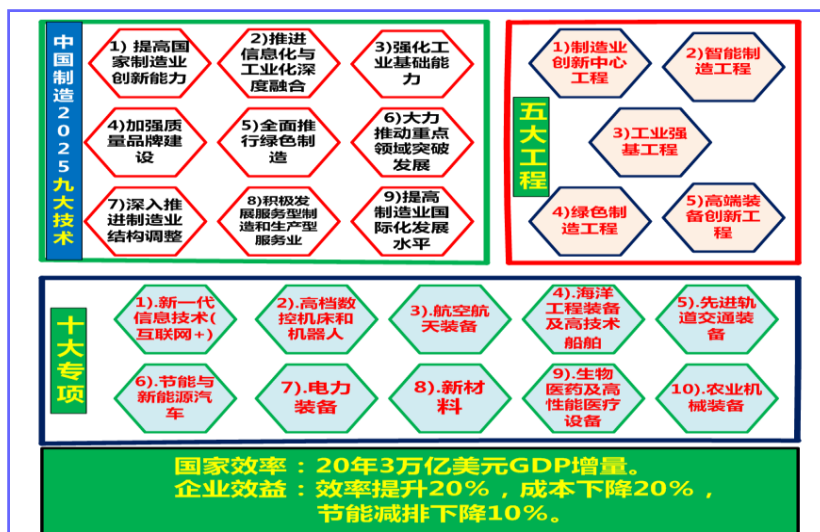 中国制造2025九大技术
1) 提高国
家制造业
创新能力
2)推进
信息化与
工业化深
度融合
3)强化工
业基础能
力
4)加强质
量品牌建
设
5)全面推
行绿色制
造
6)大力
推动重点
领域突破
发展
7)深入推
进制造业
结构调整
8)积极发
展服务型制
造和生产型
服务业
9)提高
制造业国
际化发展
水平
五大工程
1)制造业
创新中心
工程
2)智能制
造工程
3)工业强
基工程
4)绿色制
造工程
5)高端装
备创新工
程
十大专项
1).新一代
信息技术(
互联网+)
2).高档数
控机床和
机器人
3).航空航
天装备
4).海洋
工程装备
及高技术
船舶
5).先进轨
道交通装
备
6).节能与
新能源汽
车
7).电力
装备
8).新材
料
9).生物
医药及高
性能医疗
设备
10).农业机
械装备
国家效率：20年3万亿美元GDP增量。
企业效益：效率提升20%，成本下降20%，
节能减排下降10%。